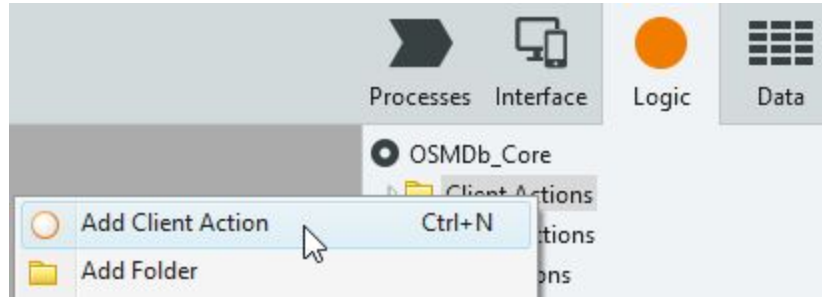 Processes Interface Logic Data
OSMDb_Core
Client Actions
Add Client Action Ctrl+N
Add Folder